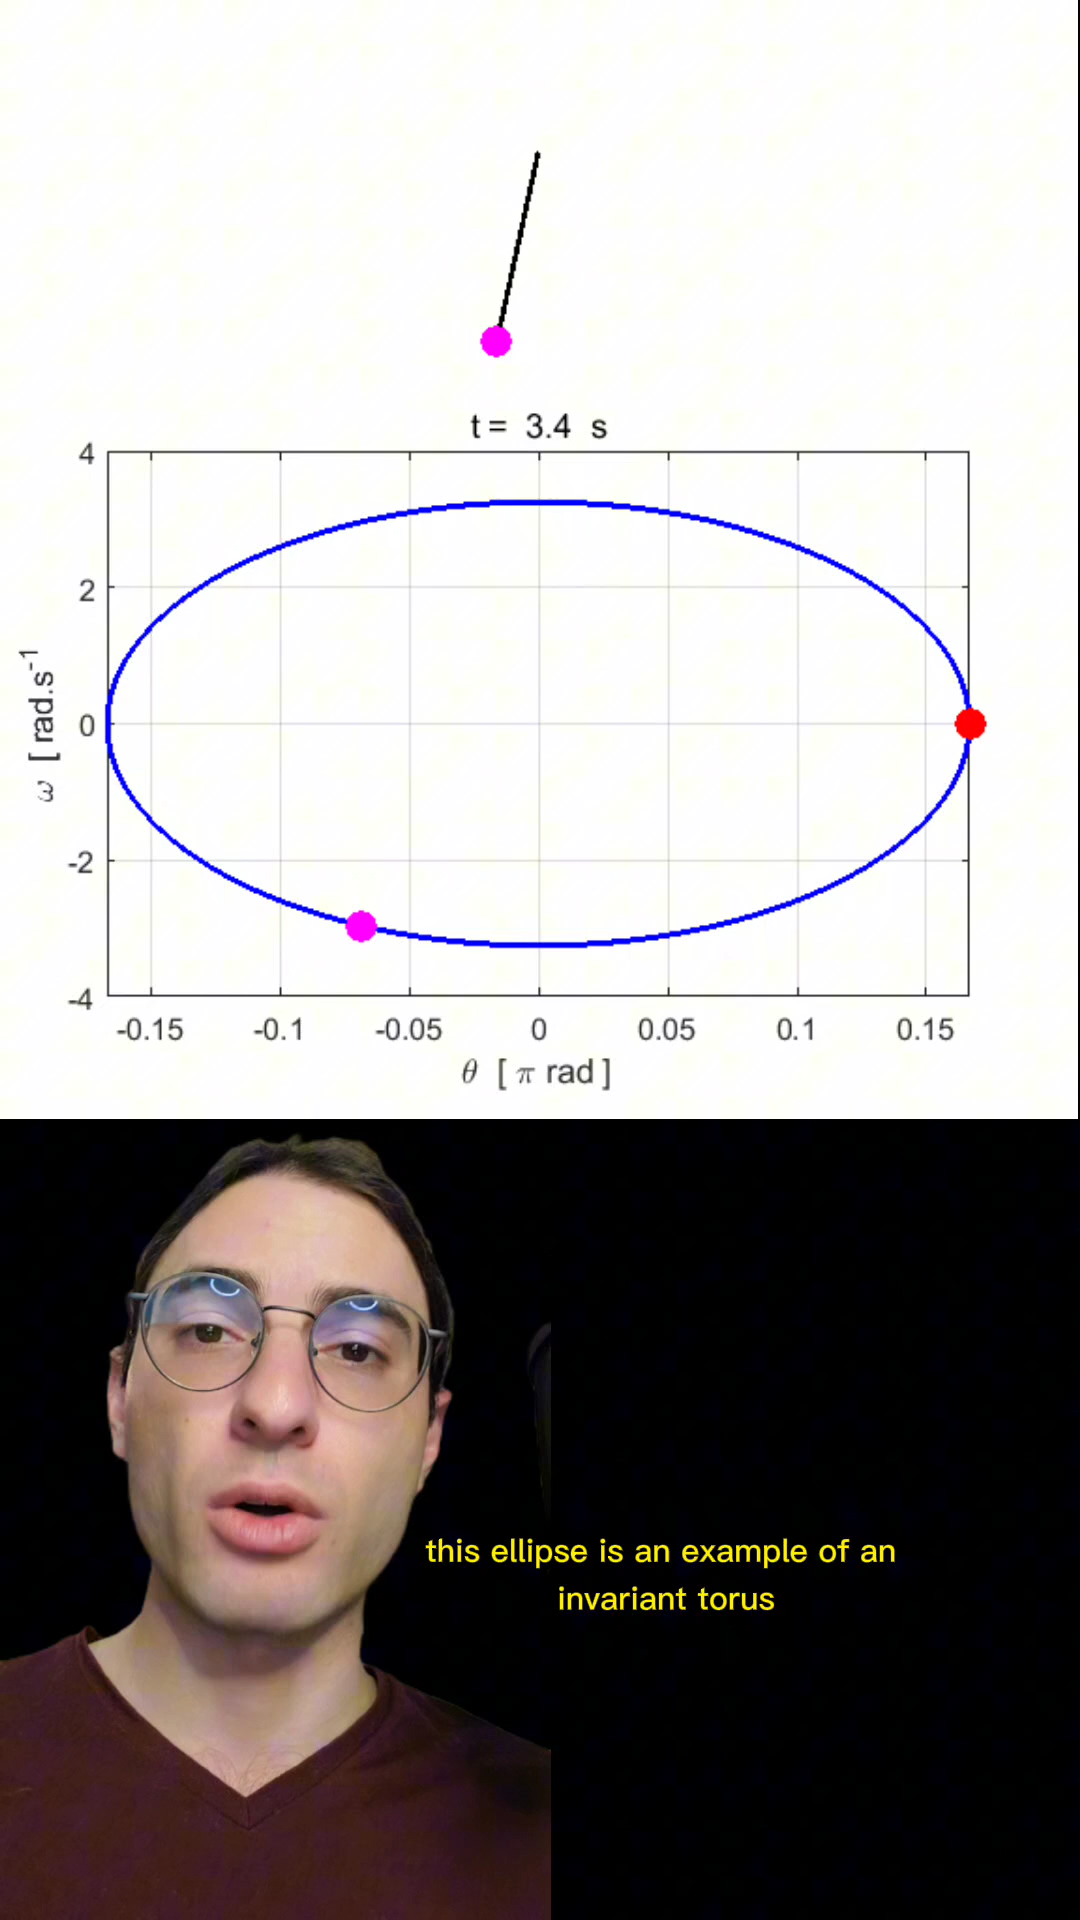 t = 3.4 s
4
2
0
-2
-4
ω [ rad.s⁻¹ ]
-0.15 -0.1 -0.05 0 0.05 0.1 0.15
θ [ π rad ]
this ellipse is an example of an
invariant torus